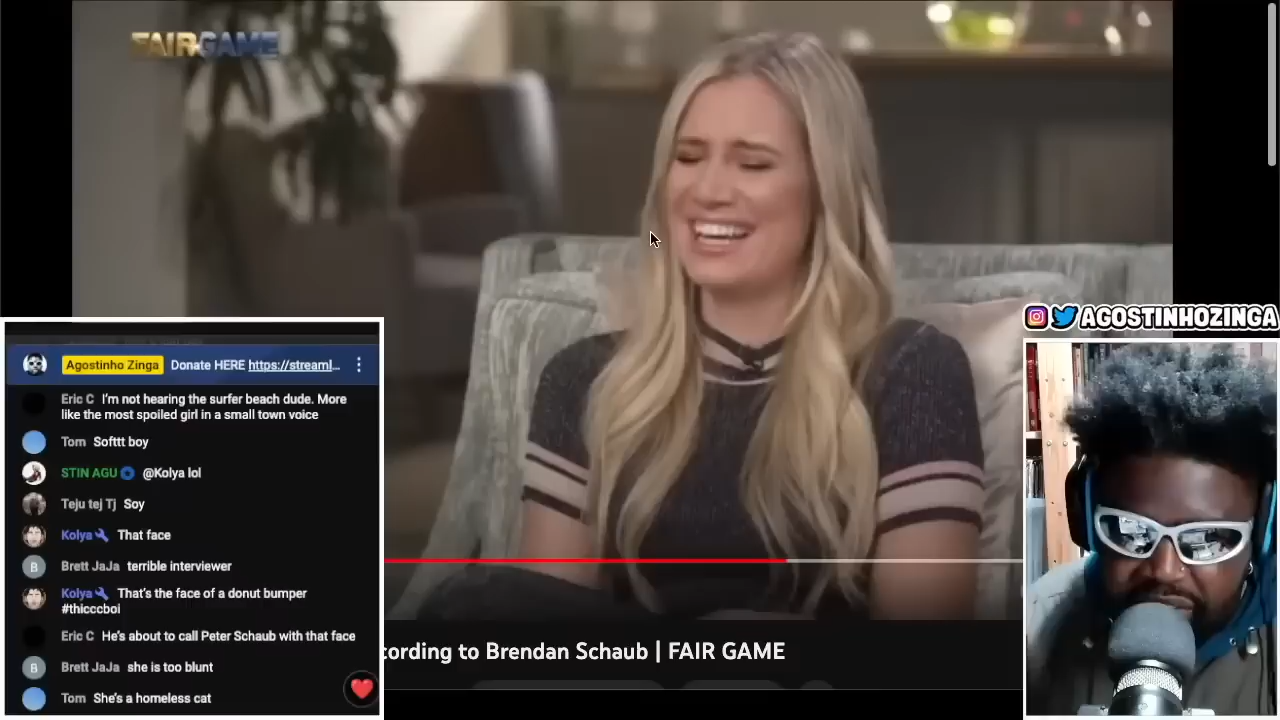 FAIR GAME
AGOSTINHOZINGA
Agostinho Zinga Donate HERE https://streaml...
Eric C I'm not hearing the surfer beach dude. More
like the most spoiled girl in a small town voice
Tom Softtt boy
STIN AGU @Kolya lol
Teju tej Tj Soy
Kolya That face
B Brett JaJa terrible interviewer
Kolya That's the face of a donut bumper
#thicccboi
Eric C He's about to call Peter Schaub with that face
B Brett JaJa she is too blunt
Tom She's a homeless cat
cording to Brendan Schaub | FAIR GAME